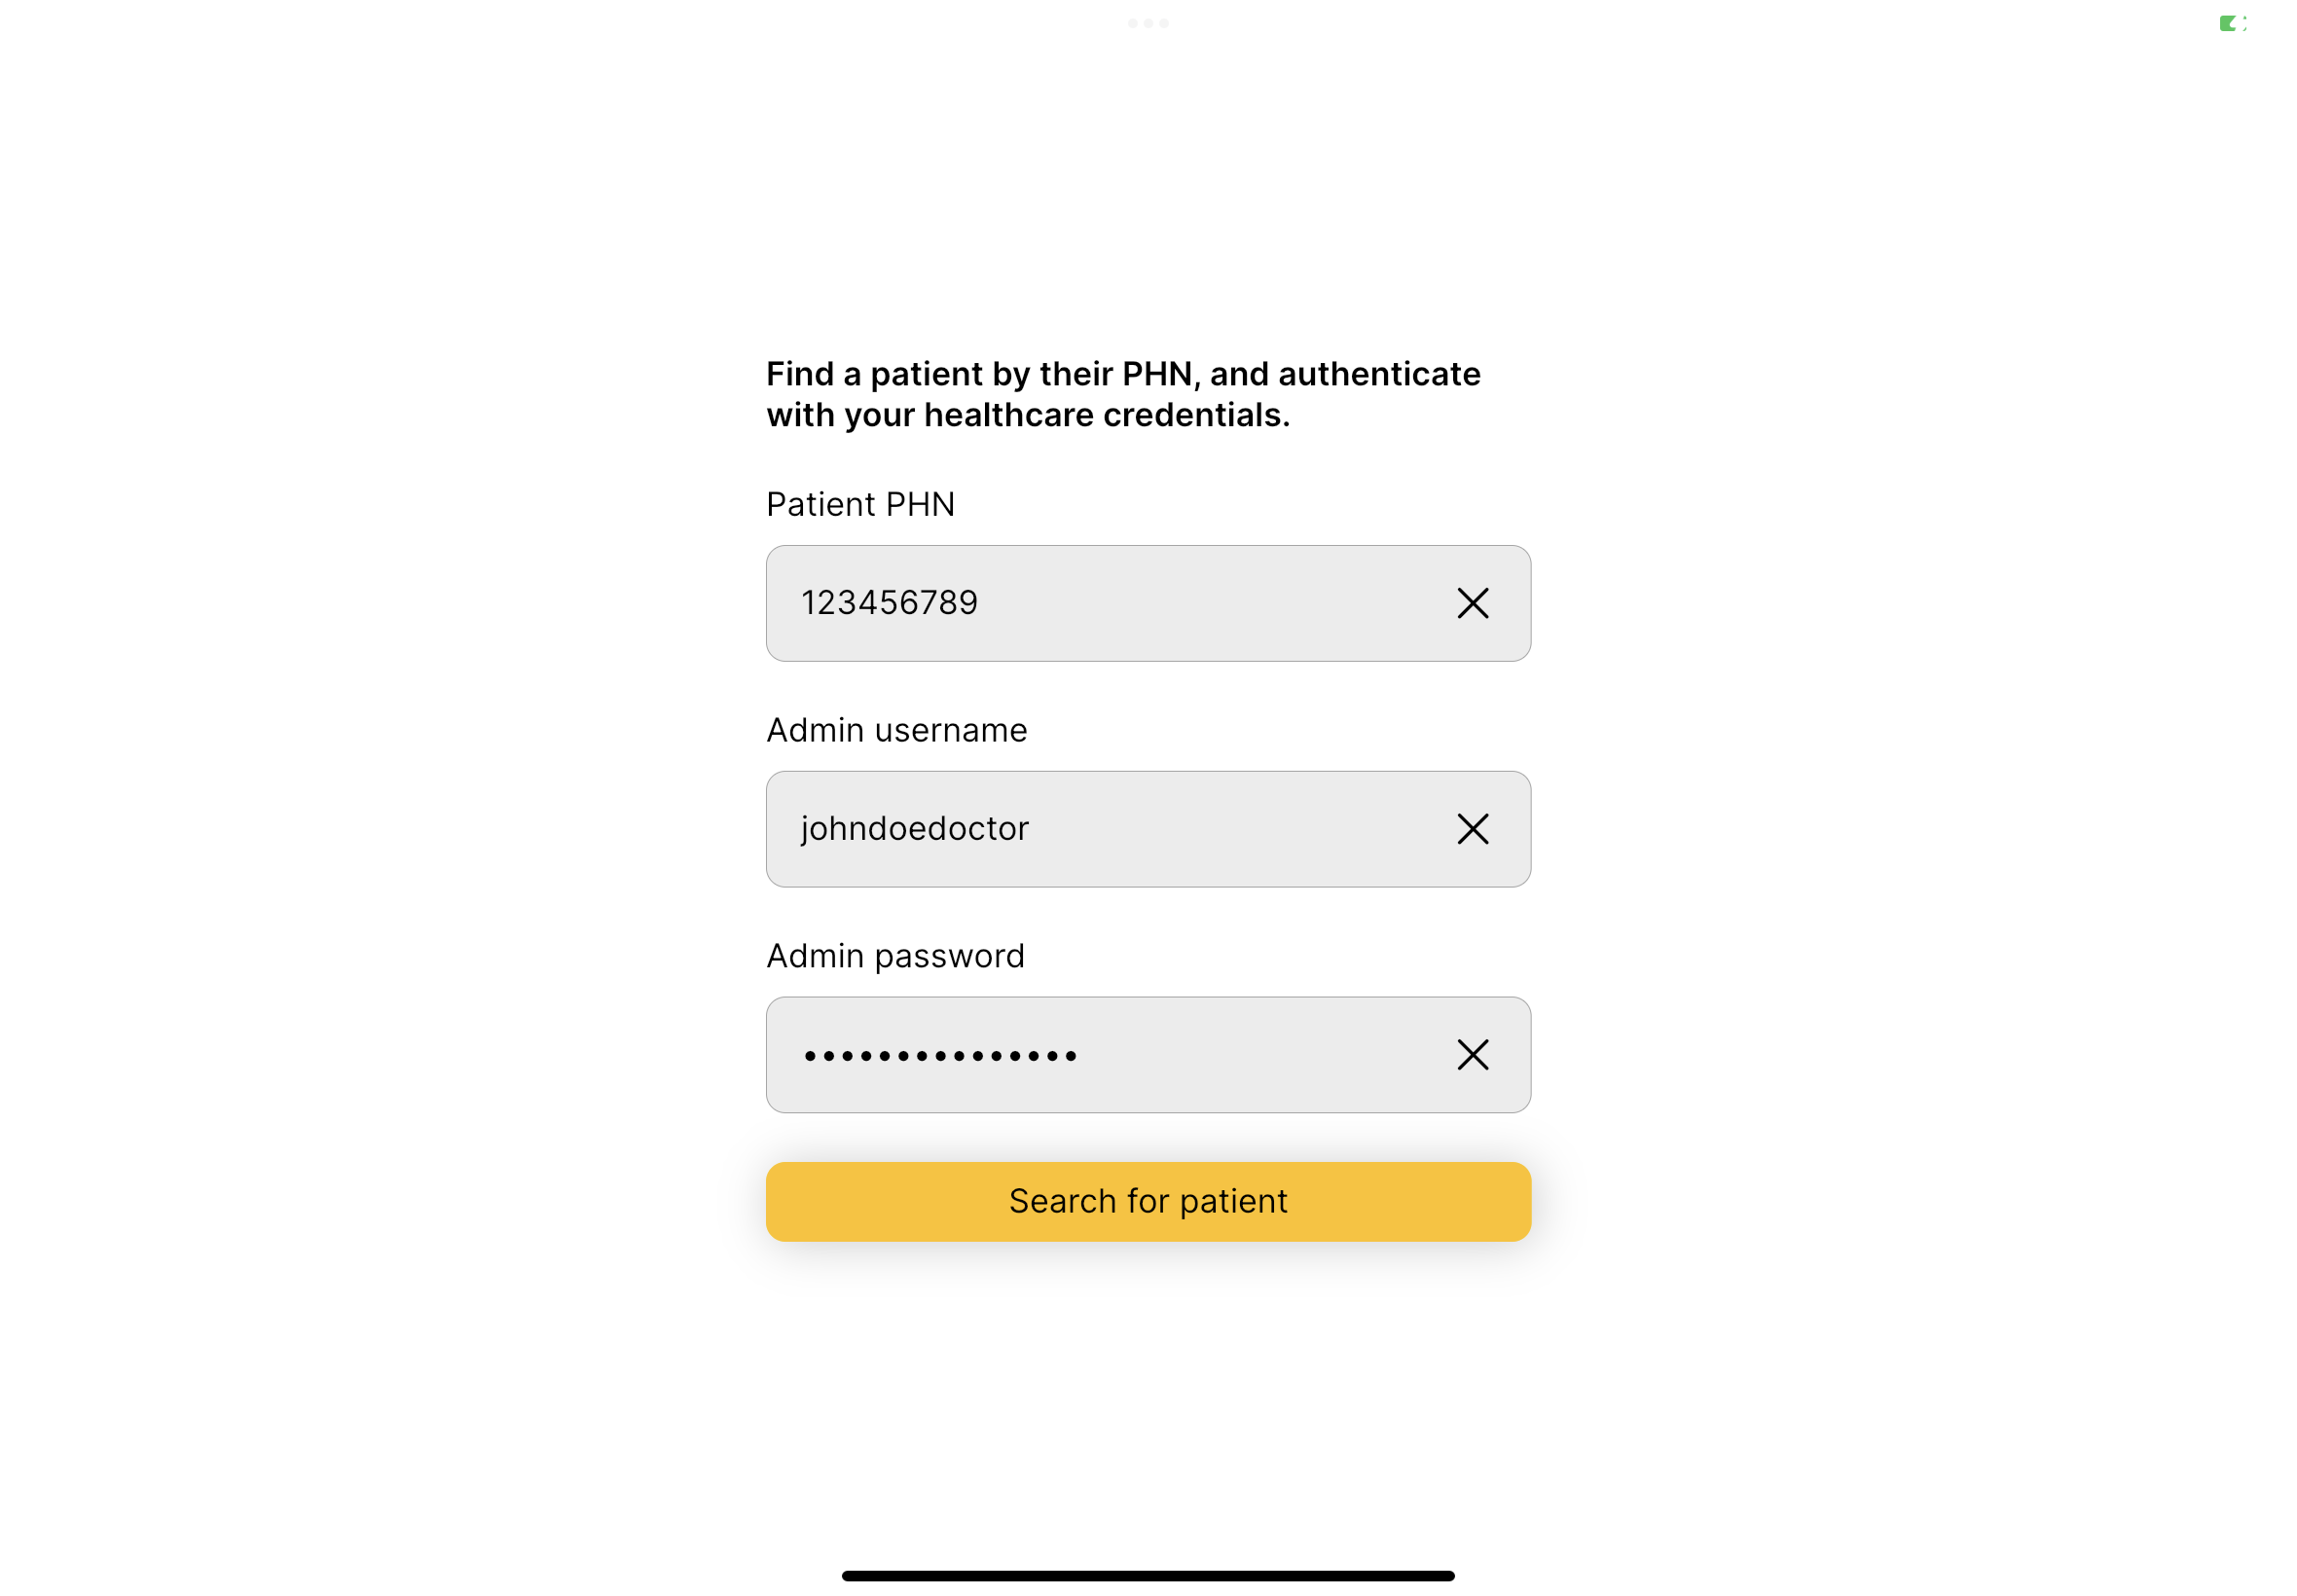 Find a patient by their PHN, and authenticate
with your healthcare credentials.
Patient PHN
123456789
Admin username
johndoedoctor
Admin password
•••••••••••••••
Search for patient